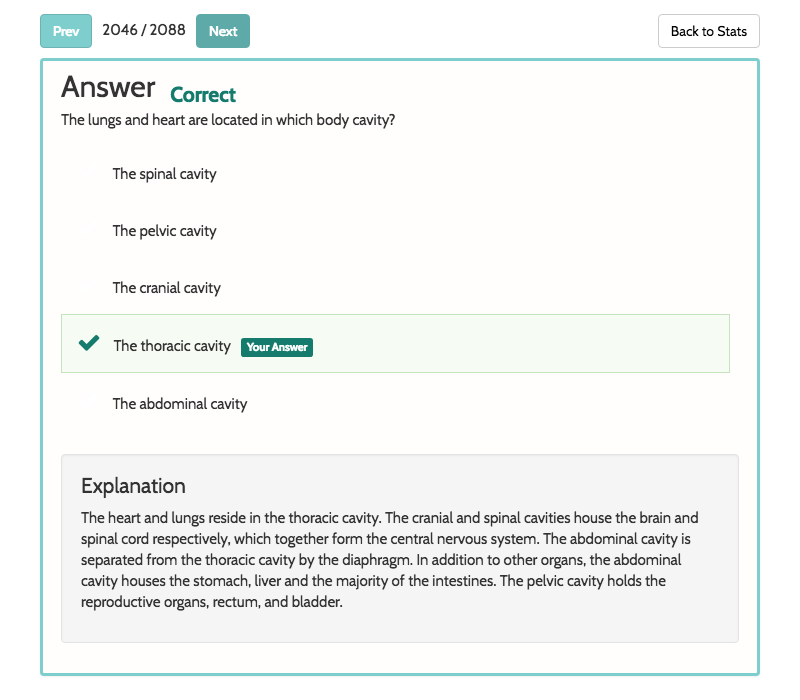 Prev 2046 / 2088 Next Back to Stats
Answer Correct
The lungs and heart are located in which body cavity?
The spinal cavity
The pelvic cavity
The cranial cavity
The thoracic cavity Your Answer
The abdominal cavity
Explanation
The heart and lungs reside in the thoracic cavity. The cranial and spinal cavities house the brain and
spinal cord respectively, which together form the central nervous system. The abdominal cavity is
separated from the thoracic cavity by the diaphragm. In addition to other organs, the abdominal
cavity houses the stomach, liver and the majority of the intestines. The pelvic cavity holds the
reproductive organs, rectum, and bladder.